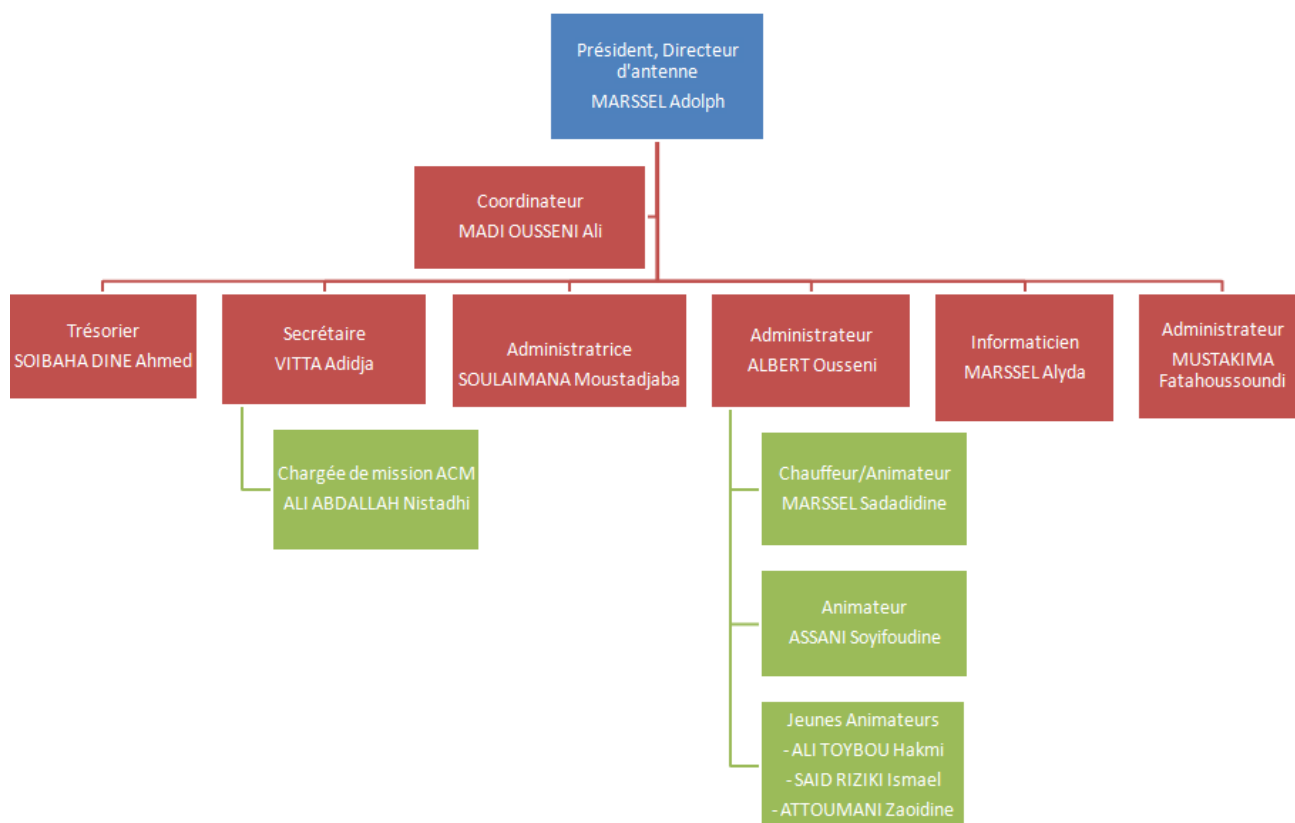 Président, Directeur
d'antenne
MARSSEL Adolph
Coordinateur
MADI OUSSENI Ali
Trésorier
SOIBAHA DINE Ahmed
Secrétaire
VITTA Adidja
Administratrice
SOULAIMANA Moustadjaba
Administrateur
ALBERT Ousseni
Informaticien
MARSSEL Alyda
Administrateur
MUSTAKIMA
Fatahoussoundi
Chargée de mission ACM
ALI ABDALLAH Nistadhi
Chauffeur/Animateur
MARSSEL Sadadidine
Animateur
ASSANI Soyifoudine
Jeunes Animateurs
- ALI TOYBOU Hakmi
- SAID RIZIKI Ismael
- ATTOUMANI Zaoidine